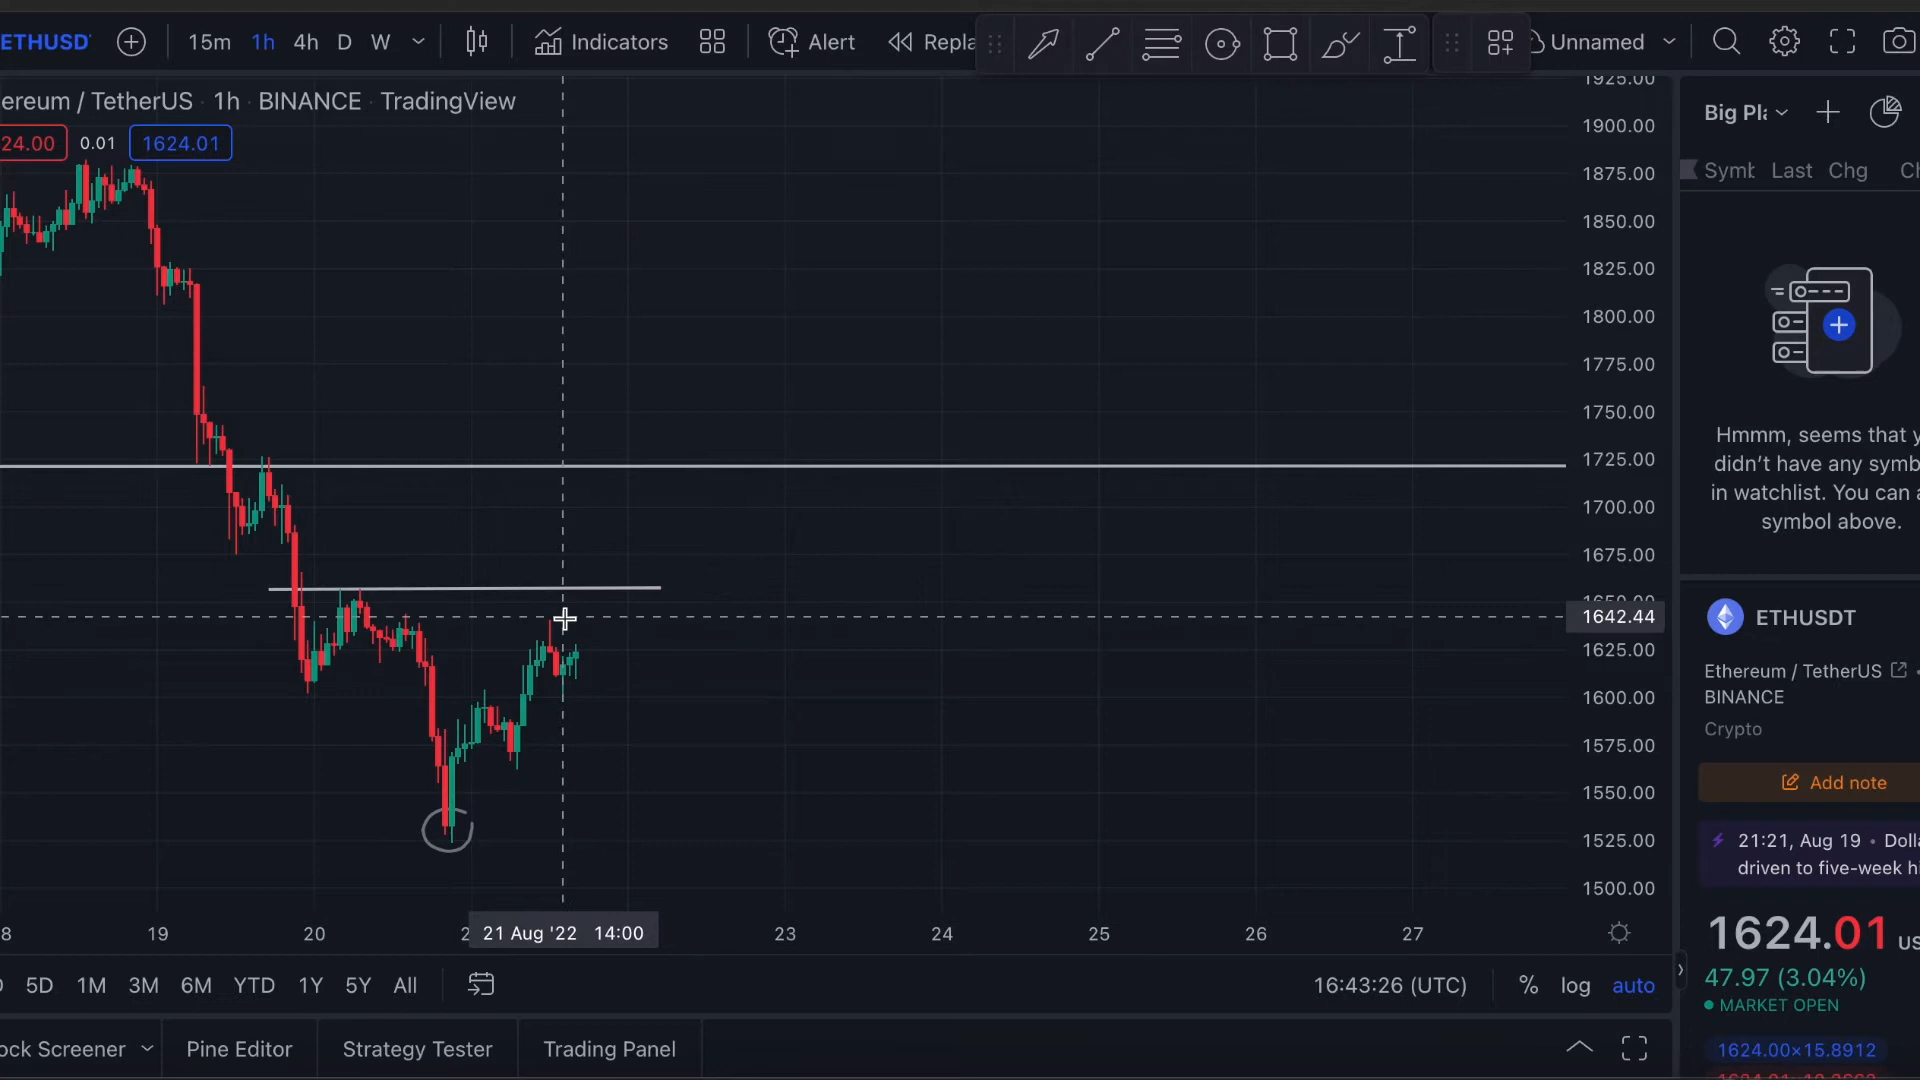 ETHUSD
15m 1h 4h D W Indicators Alert Repla Unnamed
ereum / TetherUS · 1h · BINANCE · TradingView
24.00 0.01 1624.01
1925.00
1900.00
1875.00
1850.00
1825.00
1800.00
1775.00
1750.00
1725.00
1700.00
1675.00
1650.00
1642.44
1625.00
1600.00
1575.00
1550.00
1525.00
1500.00
8 19 20 2 21 Aug '22 14:00 23 24 25 26 27
5D 1M 3M 6M YTD 1Y 5Y All 16:43:26 (UTC) % log auto
ock Screener Pine Editor Strategy Tester Trading Panel
Big Pla
Symb Last Chg Ch
Hmmm, seems that y
didn't have any symb
in watchlist. You can a
symbol above.
ETHUSDT
Ethereum / TetherUS
BINANCE
Crypto
Add note
21:21, Aug 19 • Dolla
driven to five-week hi
1624.01 US
47.97 (3.04%)
MARKET OPEN
1624.00×15.8912